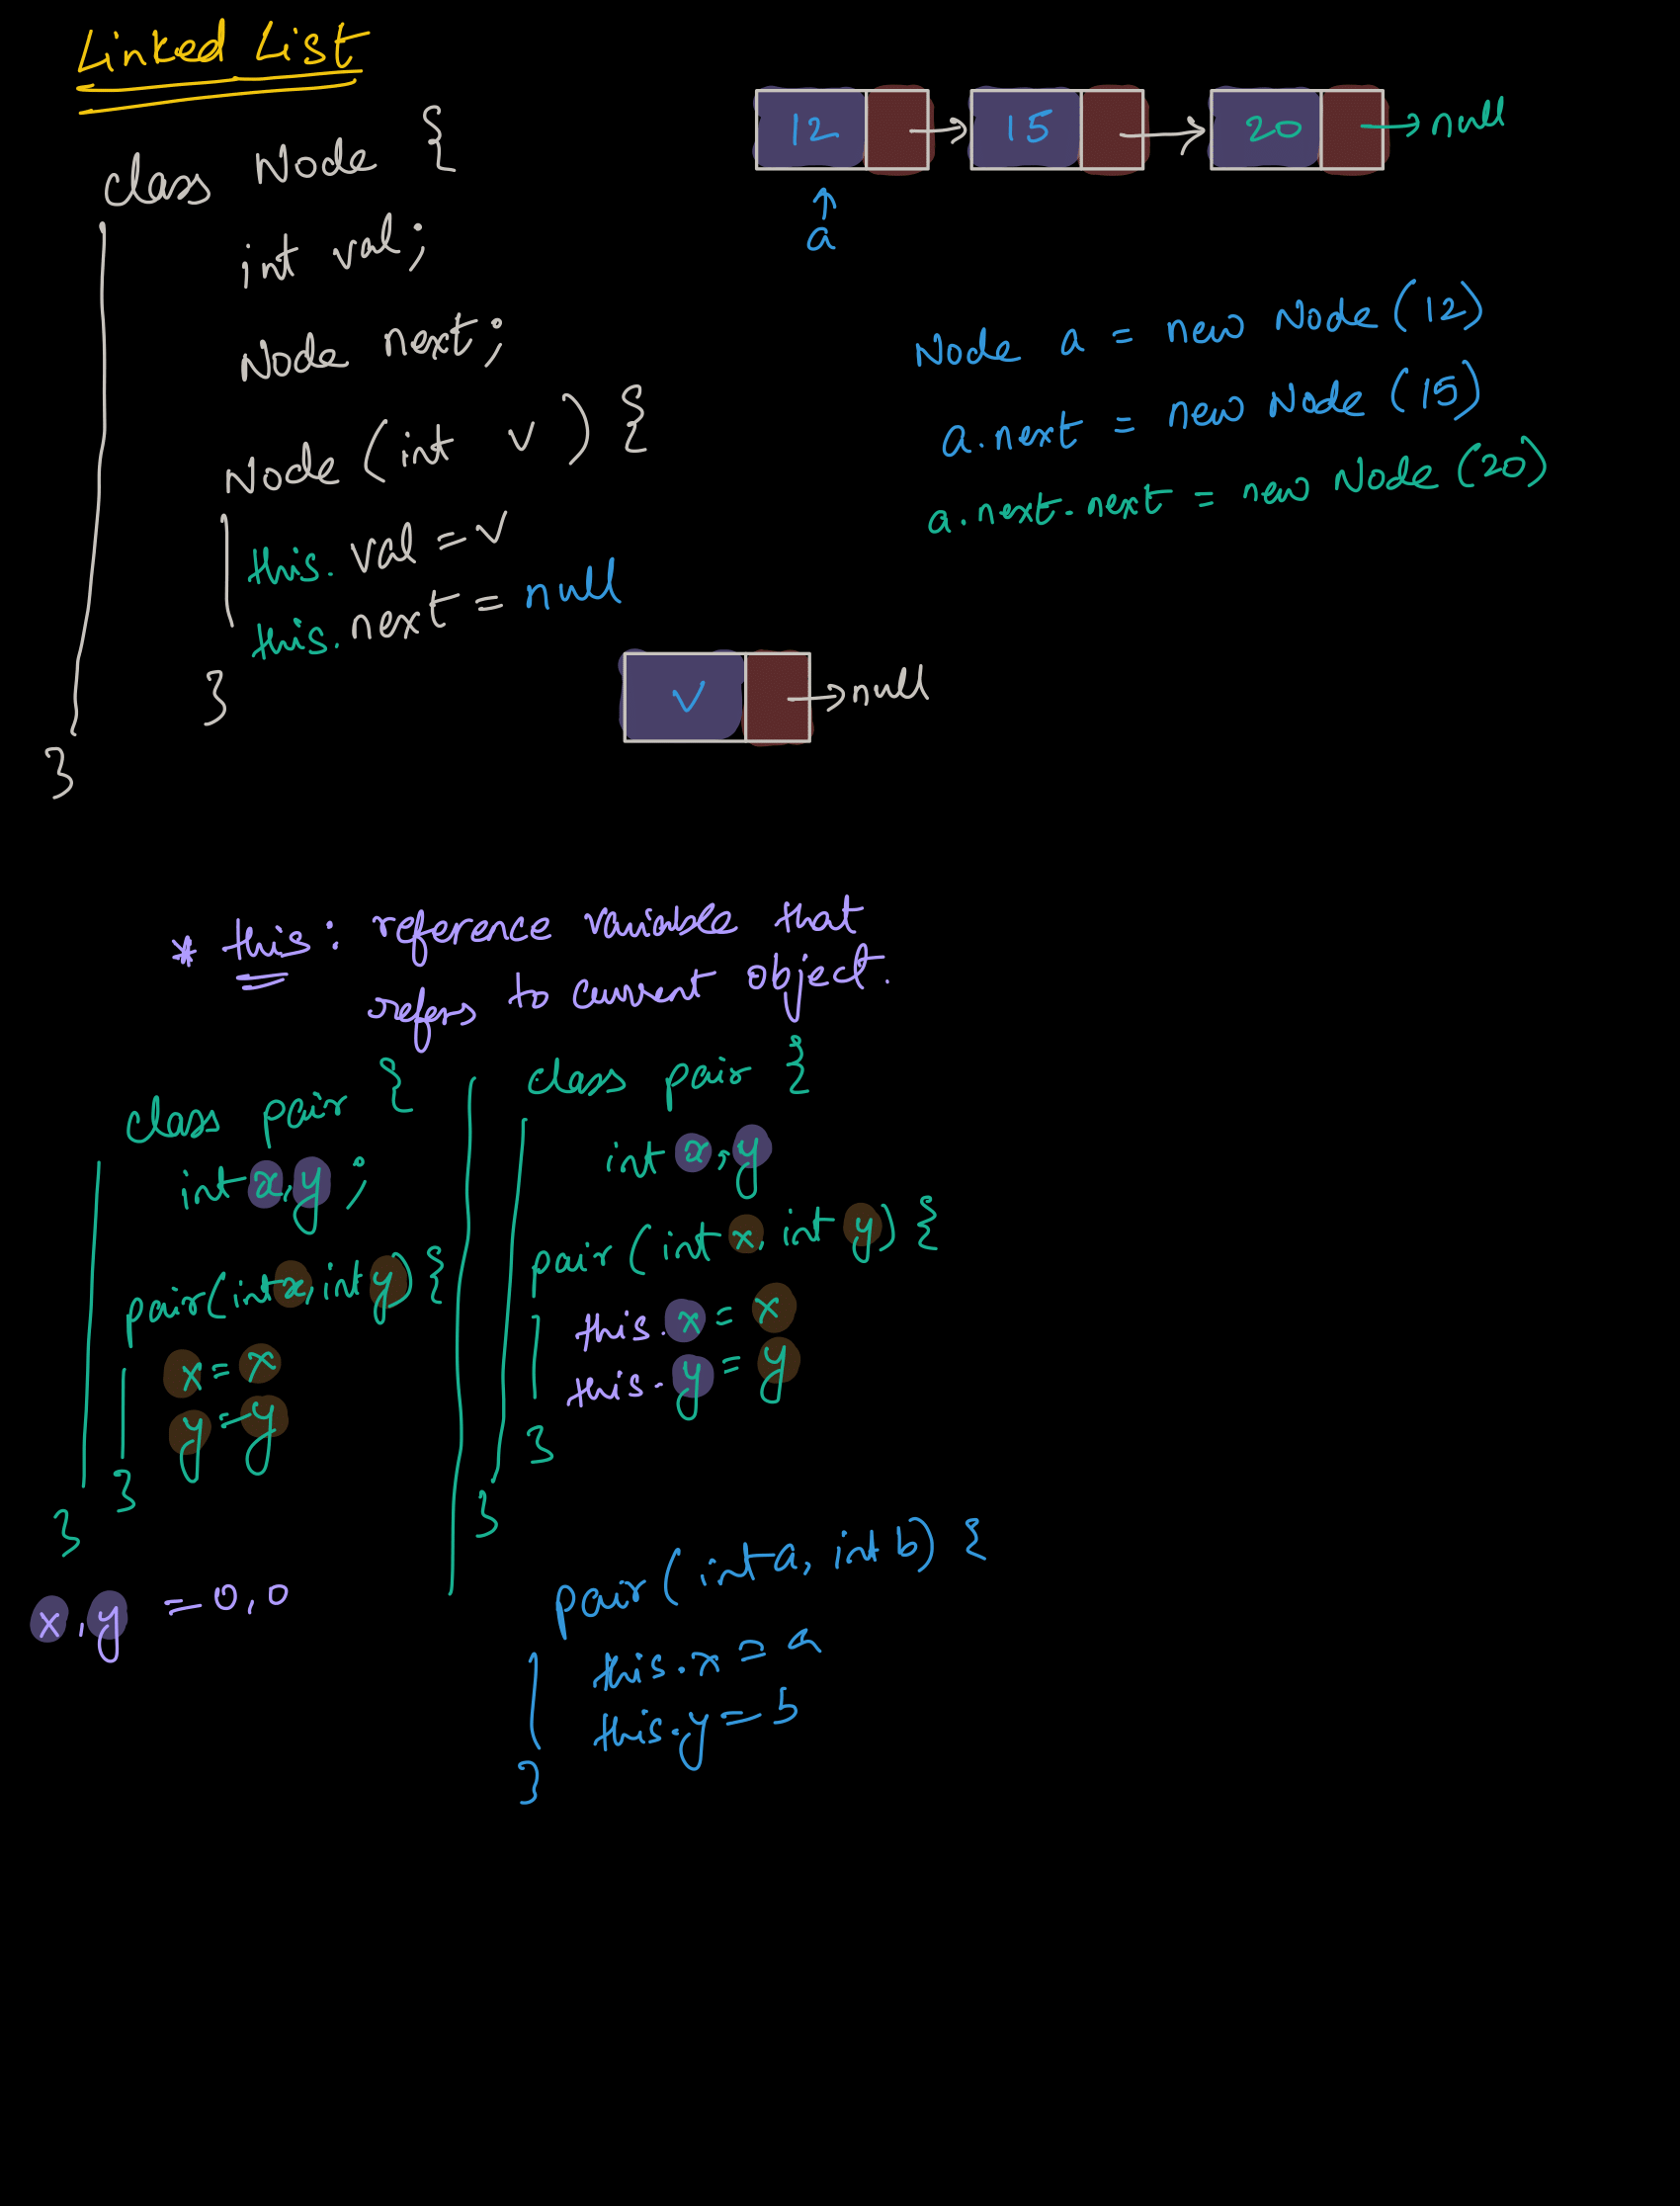 Linked List
class Node {
int val;
Node next;
Node (int v) {
this. val = v
this. next = null
}
}
12 15 20 null
a
Node a = new Node (12)
a.next = new Node (15)
a.next.next = new Node (20)
v null
* this : reference variable that
refers to current object.
class pair {
int x,y ;
pair(int x, int y) {
x = x
y = y
}
}
x,y = 0,0
class pair {
int x,y
pair (int x, int y) {
this. x = x
this. y = y
}
}
pair (int a, int b) {
this.x = a
this.y = b
}